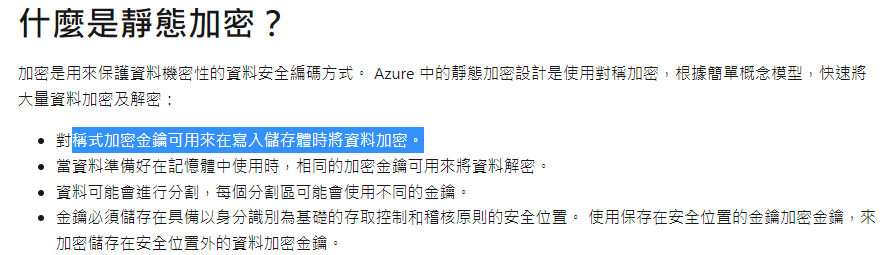 什麼是靜態加密？
加密是用來保護資料機密性的資料安全編碼方式。 Azure 中的靜態加密設計是使用對稱加密，根據簡單概念模型，快速將
大量資料加密及解密：
• 對稱式加密金鑰可用來在寫入儲存體時將資料加密。
• 當資料準備好在記憶體中使用時，相同的加密金鑰可用來將資料解密。
• 資料可能會進行分割，每個分割區可能會使用不同的金鑰。
• 金鑰必須儲存在具備以身分識別為基礎的存取控制和稽核原則的安全位置。 使用保存在安全位置的金鑰加密金鑰，來
加密儲存在安全位置外的資料加密金鑰。